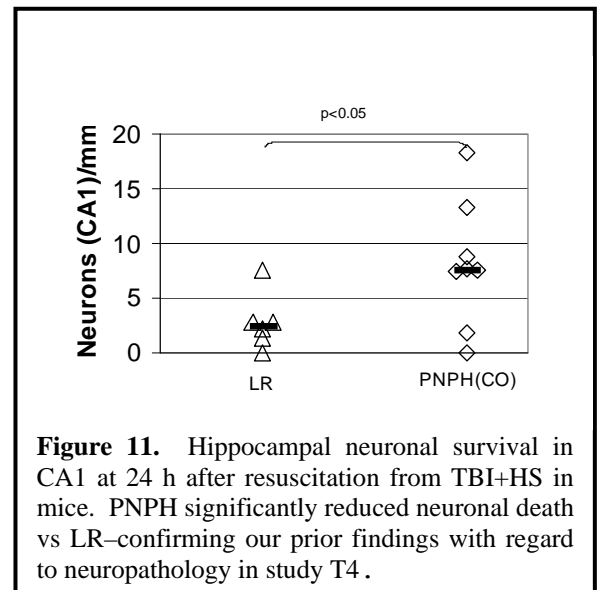 p<0.05
Neurons (CA1)/mm
20
15
10
5
0
LR
PNPH(CO)
Figure 11. Hippocampal neuronal survival in
CA1 at 24 h after resuscitation from TBI+HS in
mice. PNPH significantly reduced neuronal death
vs LR–confirming our prior findings with regard
to neuropathology in study T4 .